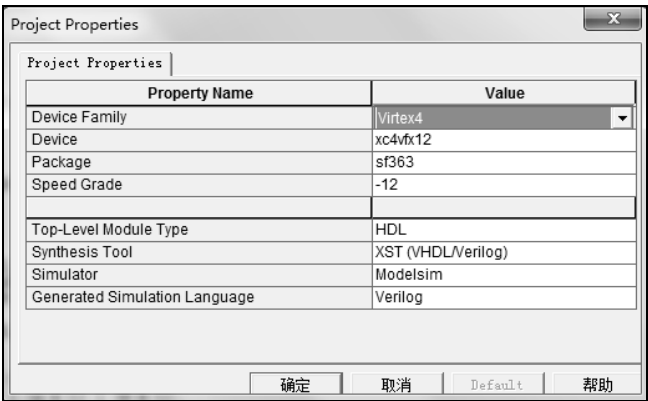 Project Properties
Project Properties
Property Name Value
Device Family Virtex4
Device xc4vfx12
Package sf363
Speed Grade -12
Top-Level Module Type HDL
Synthesis Tool XST (VHDL/Verilog)
Simulator Modelsim
Generated Simulation Language Verilog
确定 取消 Default 帮助